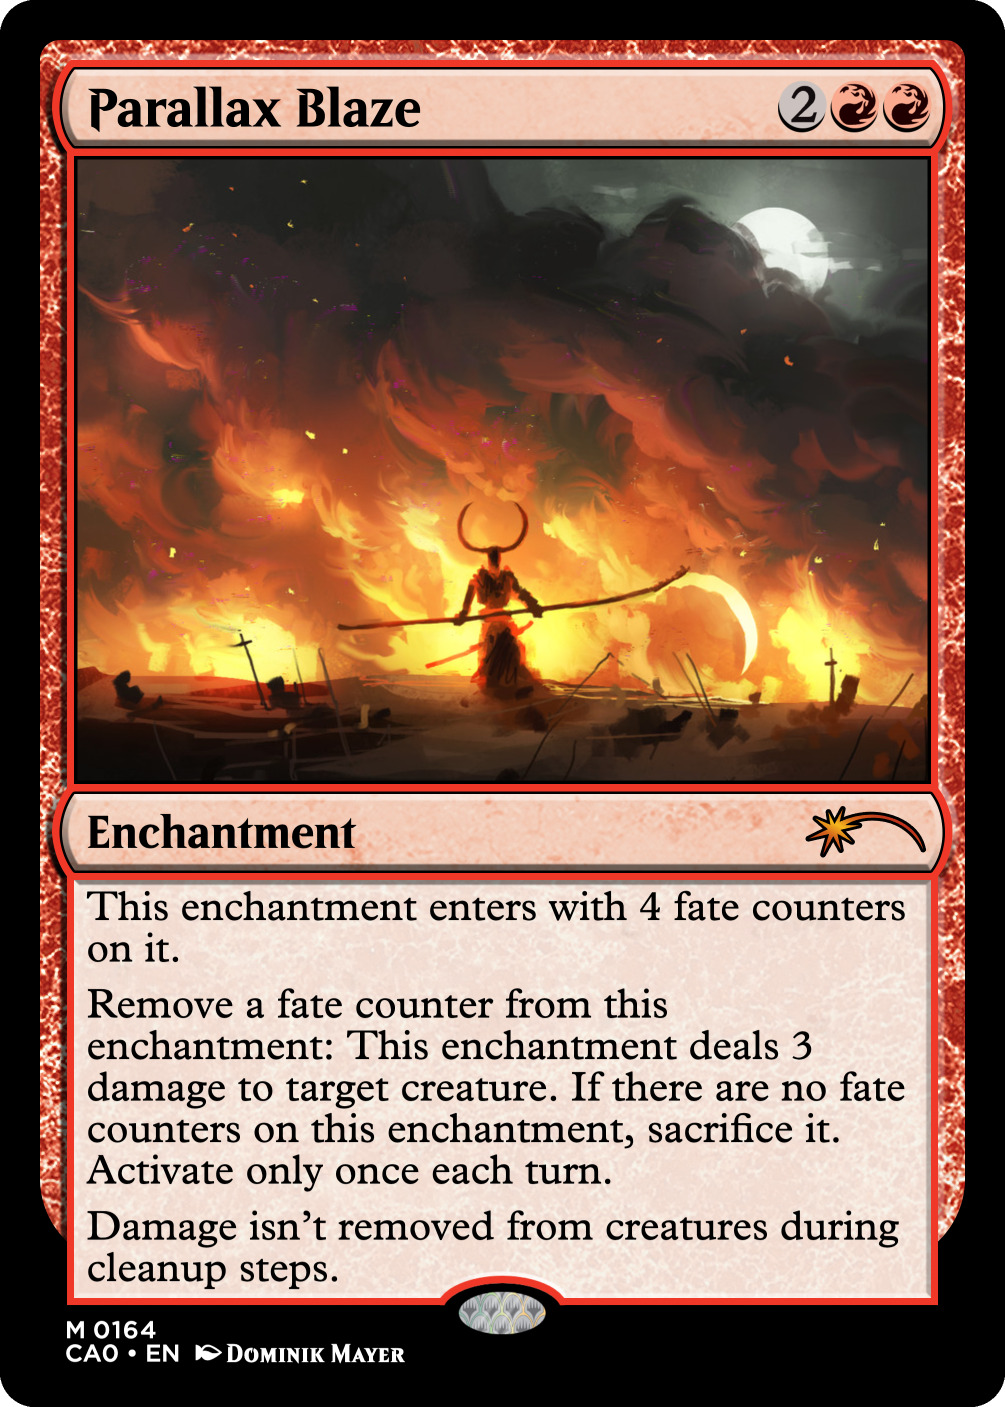 Parallax Blaze 2
Enchantment
This enchantment enters with 4 fate counters
on it.
Remove a fate counter from this
enchantment: This enchantment deals 3
damage to target creature. If there are no fate
counters on this enchantment, sacrifice it.
Activate only once each turn.
Damage isn't removed from creatures during
cleanup steps.
M 0164
CAO • EN DOMINIK MAYER